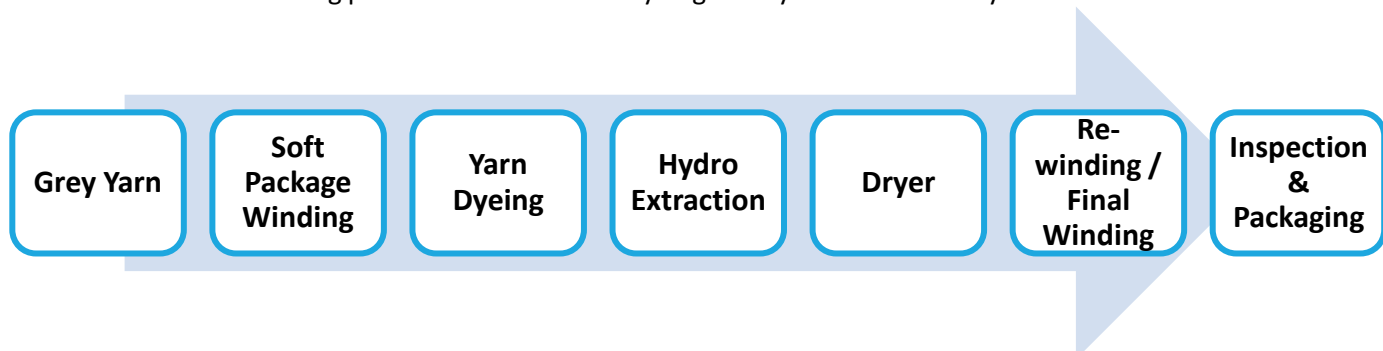 Grey Yarn
Soft
Package
Winding
Yarn
Dyeing
Hydro
Extraction
Dryer
Re-
winding /
Final
Winding
Inspection
&
Packaging